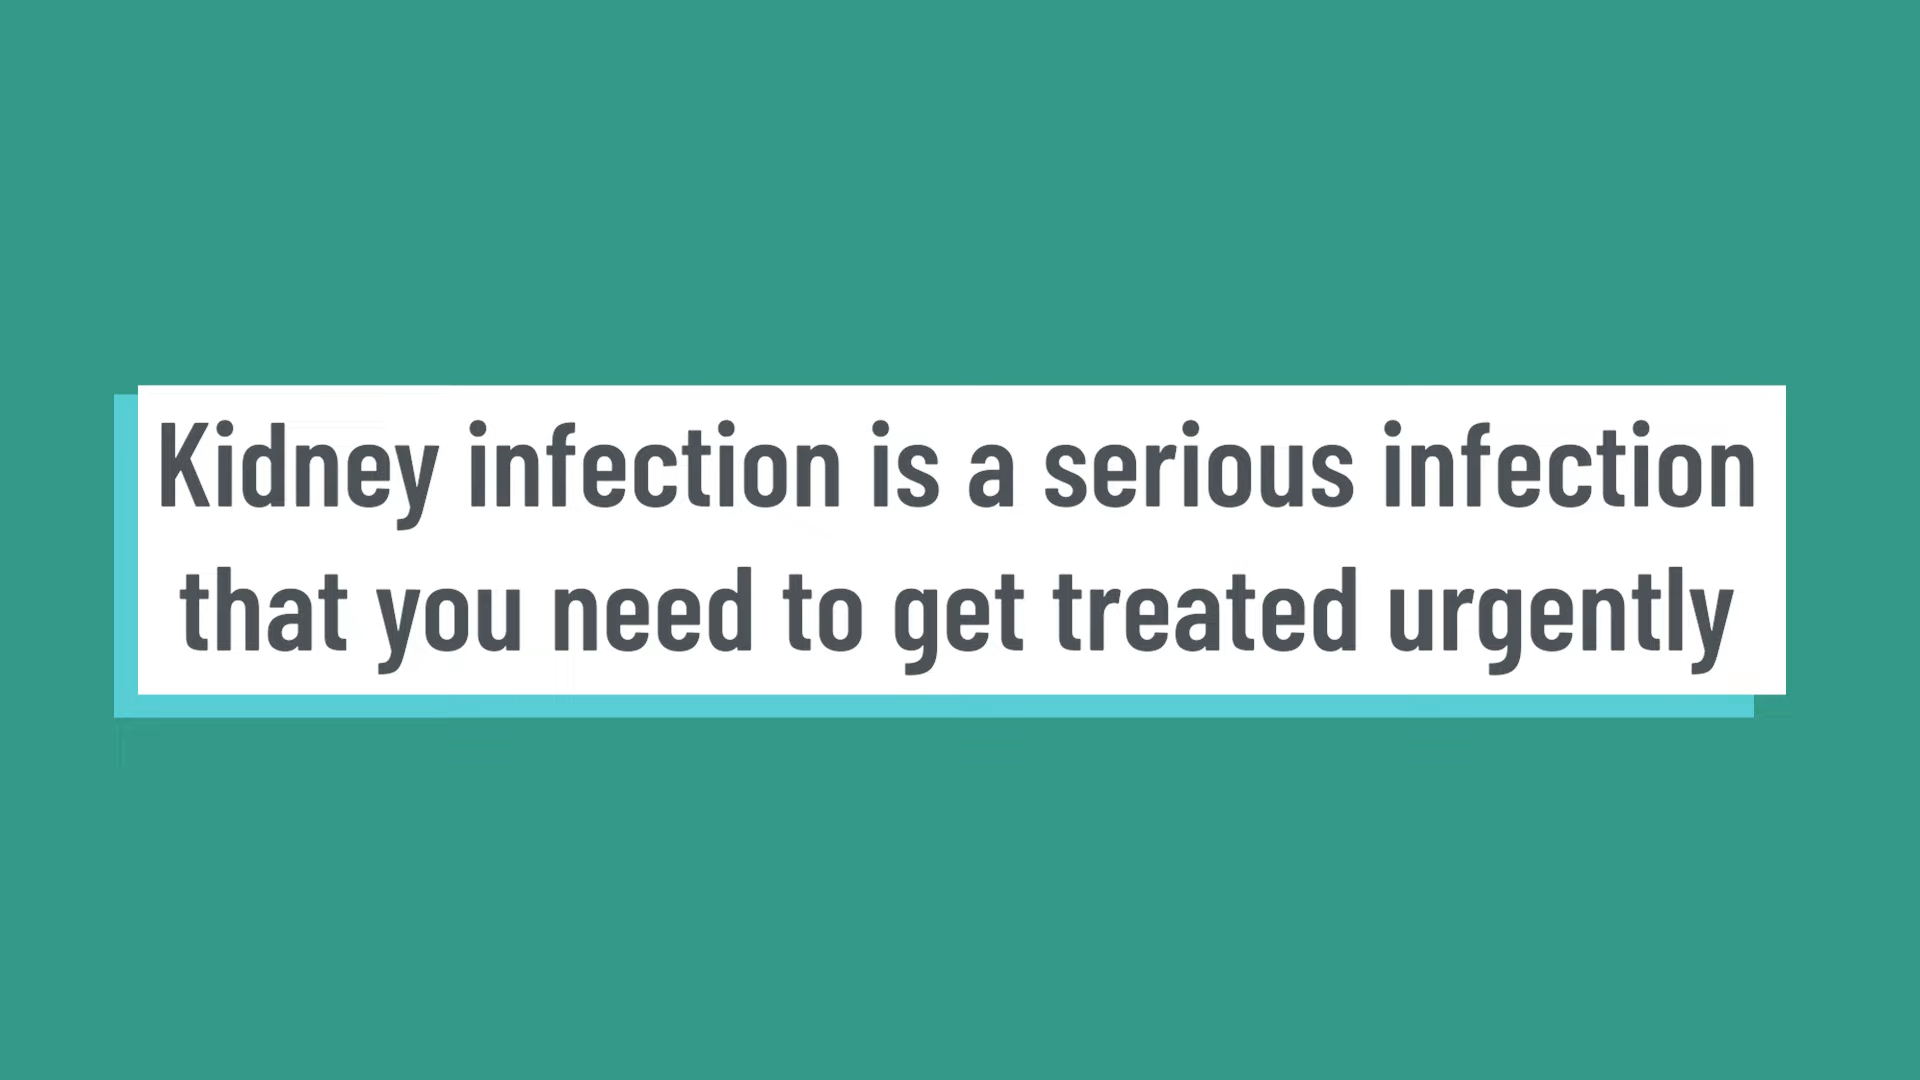 Kidney infection is a serious infection
that you need to get treated urgently